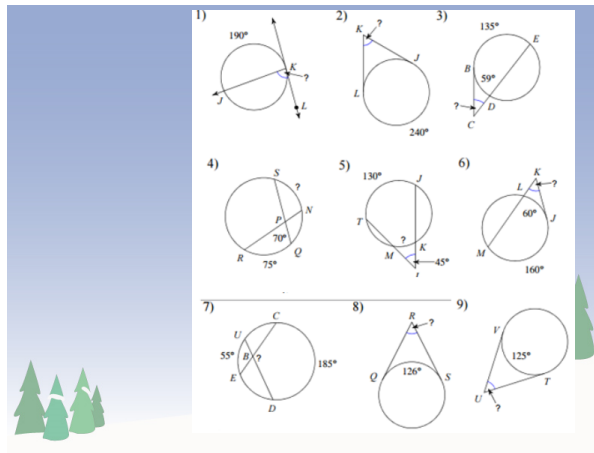 1)
190°
K
?
J
L
2)
K
?
J
L
240°
3)
135°
E
B
59°
?
D
C
4)
S
?
N
P
70°
R
Q
75°
5)
130°
J
T
?
K
M
45°
6)
K
L
?
60°
J
M
160°
7)
C
U
55°
B
?
185°
E
D
8)
R
?
126°
Q
S
9)
V
125°
T
U
?